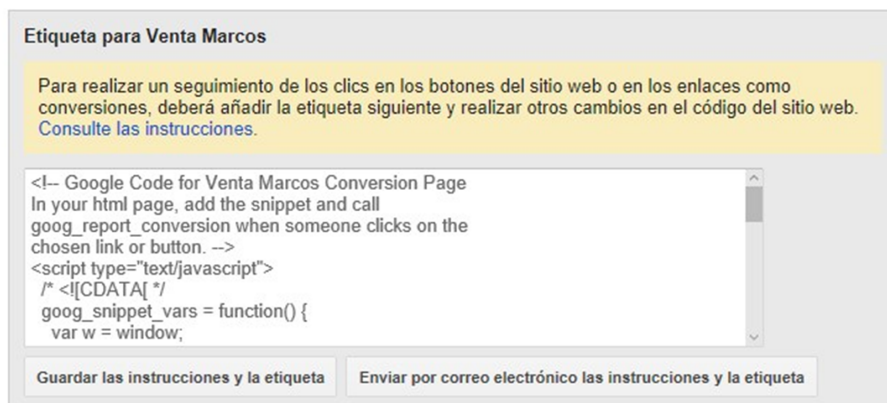 Etiqueta para Venta Marcos
Para realizar un seguimiento de los clics en los botones del sitio web o en los enlaces como
conversiones, deberá añadir la etiqueta siguiente y realizar otros cambios en el código del sitio web.
Consulte las instrucciones.
<!-- Google Code for Venta Marcos Conversion Page
In your html page, add the snippet and call
goog_report_conversion when someone clicks on the
chosen link or button. -->
<script type="text/javascript">
/* <![CDATA[ */
goog_snippet_vars = function() {
var w = window;
Guardar las instrucciones y la etiqueta
Enviar por correo electrónico las instrucciones y la etiqueta